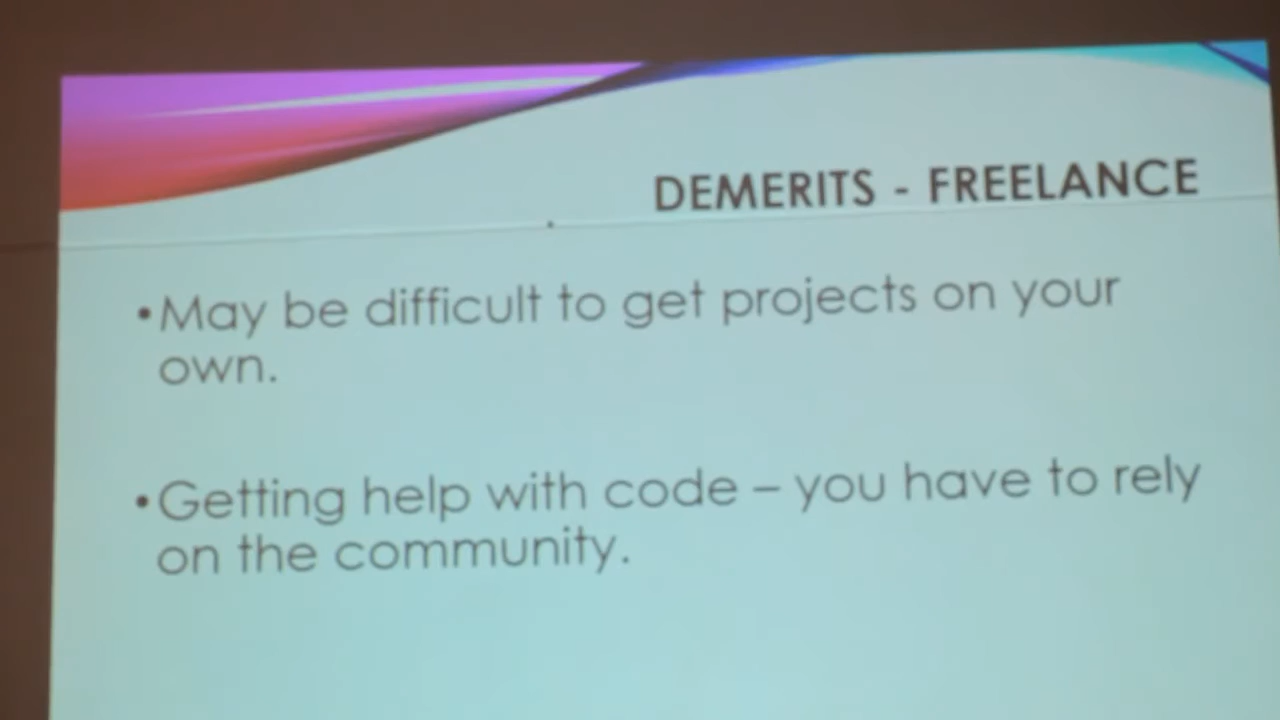 DEMERITS - FREELANCE
•May be difficult to get projects on your
own.
•Getting help with code – you have to rely
on the community.